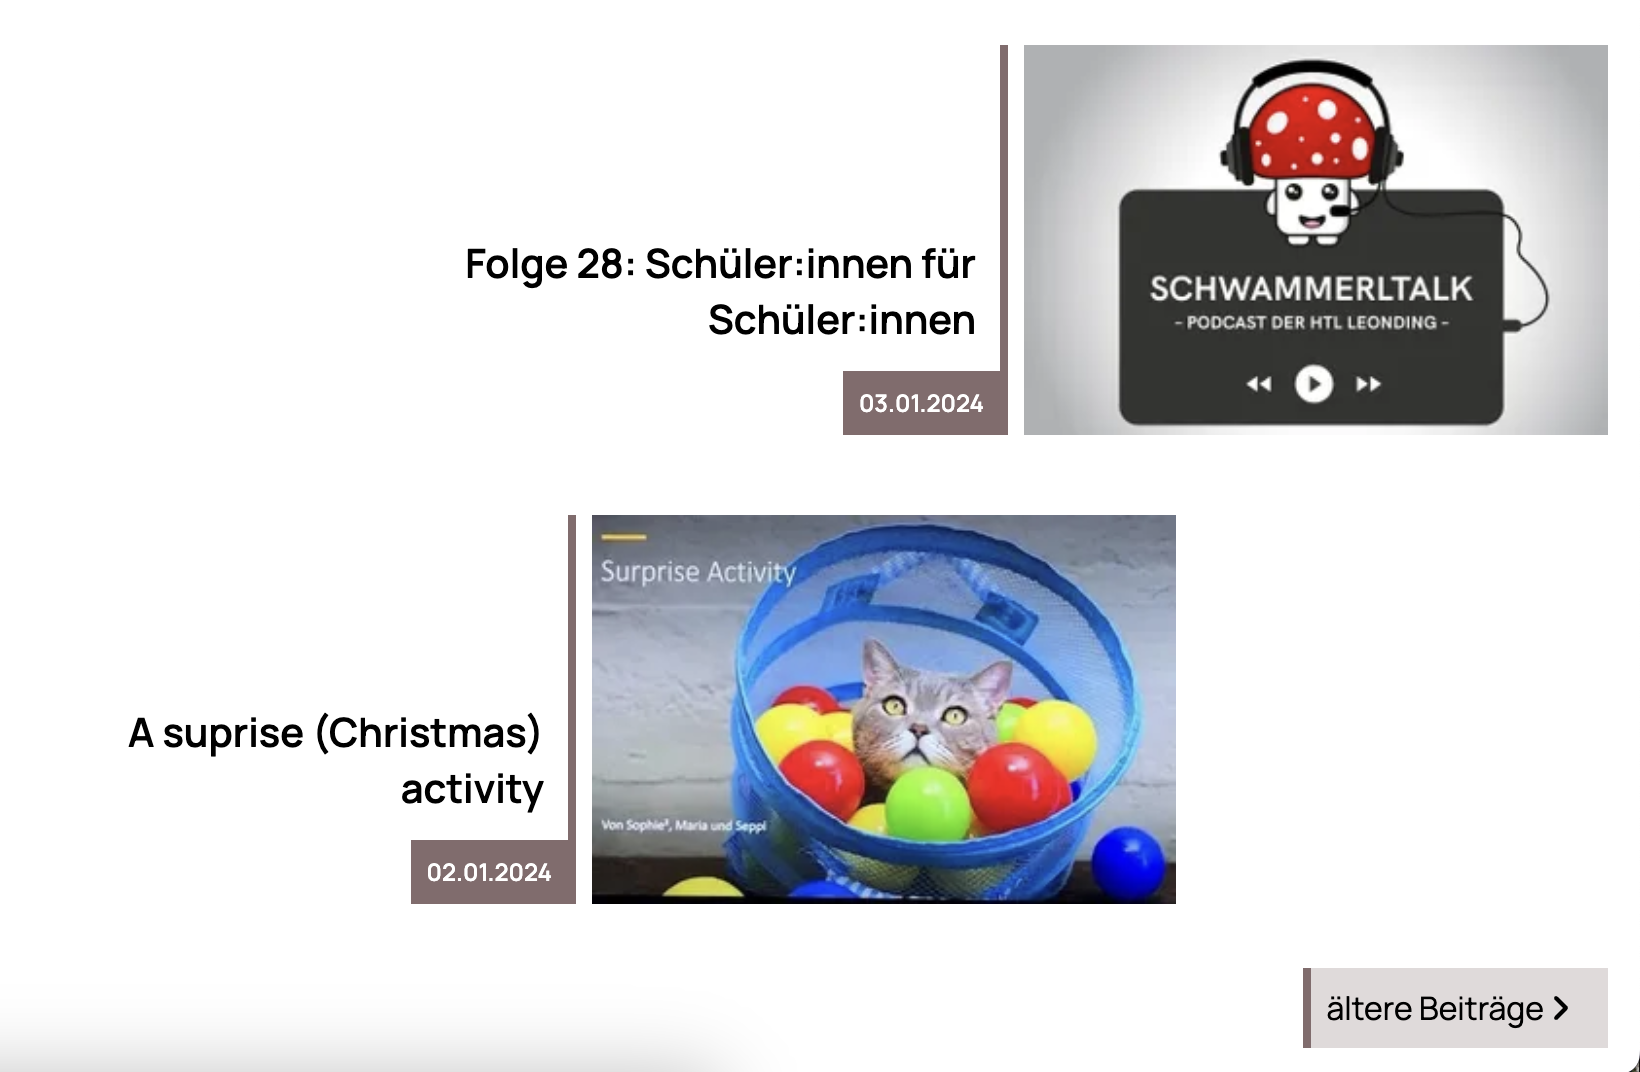 Folge 28: Schüler:innen für
Schüler:innen
03.01.2024
SCHWAMMERLTALK
– PODCAST DER HTL LEONDING –
A suprise (Christmas)
activity
02.01.2024
Surprise Activity
Von Sophie², Maria und Seppi
ältere Beiträge